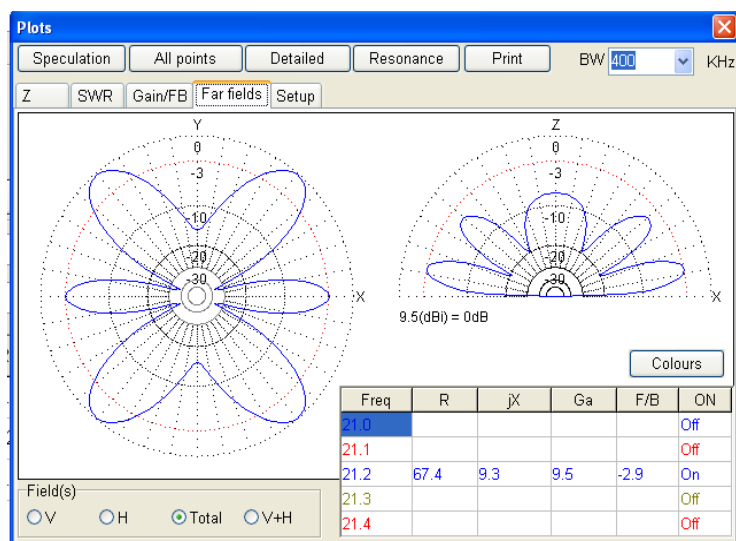 Plots
Speculation All points Detailed Resonance Print BW 400 KHz
Z SWR Gain/FB Far fields Setup
Y
0
-3
-10
-20
-30
X
Z
0
-3
-10
-20
-30
X
9.5(dBi) = 0dB
Colours
Freq R jX Ga F/B ON
21.0 Off
21.1 Off
21.2 67.4 9.3 9.5 -2.9 On
21.3 Off
21.4 Off
Field(s)
V H Total V+H